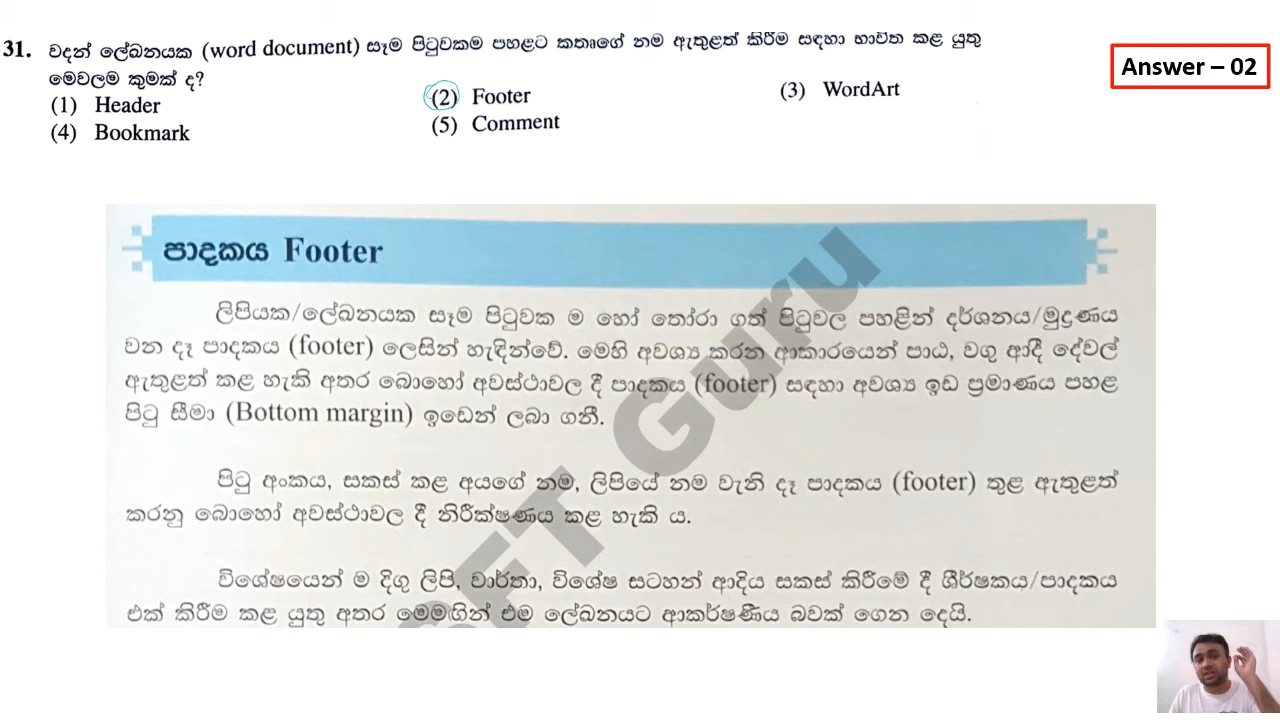 31. වදන් ලේඛනයක (word document) සෑම පිටුවකම පහළට කතෘගේ නම ඇතුළත් කිරීම සඳහා භාවිත කළ යුතු
මෙවලම කුමක් ද?
(1) Header (2) Footer (3) WordArt
(4) Bookmark (5) Comment
Answer – 02
පාදකය Footer
ලිපියක/ලේඛනයක සෑම පිටුවක ම හෝ තෝරා ගත් පිටුවල පහළින් දර්ශනය/මුද්‍රණය
වන දෑ පාදකය (footer) ලෙසින් හැඳින්වේ. මෙහි අවශ්‍ය කරන ආකාරයෙන් පාඨ, වගු ආදී දේවල්
ඇතුළත් කළ හැකි අතර බොහෝ අවස්ථාවල දී පාදකය (footer) සඳහා අවශ්‍ය ඉඩ ප්‍රමාණය පහළ
පිටු සීමා (Bottom margin) ඉඩෙන් ලබා ගනී.
පිටු අංකය, සකස් කළ අයගේ නම, ලිපියේ නම වැනි දෑ පාදකය (footer) තුළ ඇතුළත්
කරනු බොහෝ අවස්ථාවල දී නිරීක්ෂණය කළ හැකි ය.
විශේෂයෙන් ම දිගු ලිපි, වාර්තා, විශේෂ සටහන් ආදිය සකස් කිරීමේ දී ශීර්ෂකය/පාදකය
එක් කිරීම කළ යුතු අතර මෙමඟින් එම ලේඛනයට ආකර්ෂණීය බවක් ගෙන දෙයි.
SFT Guru